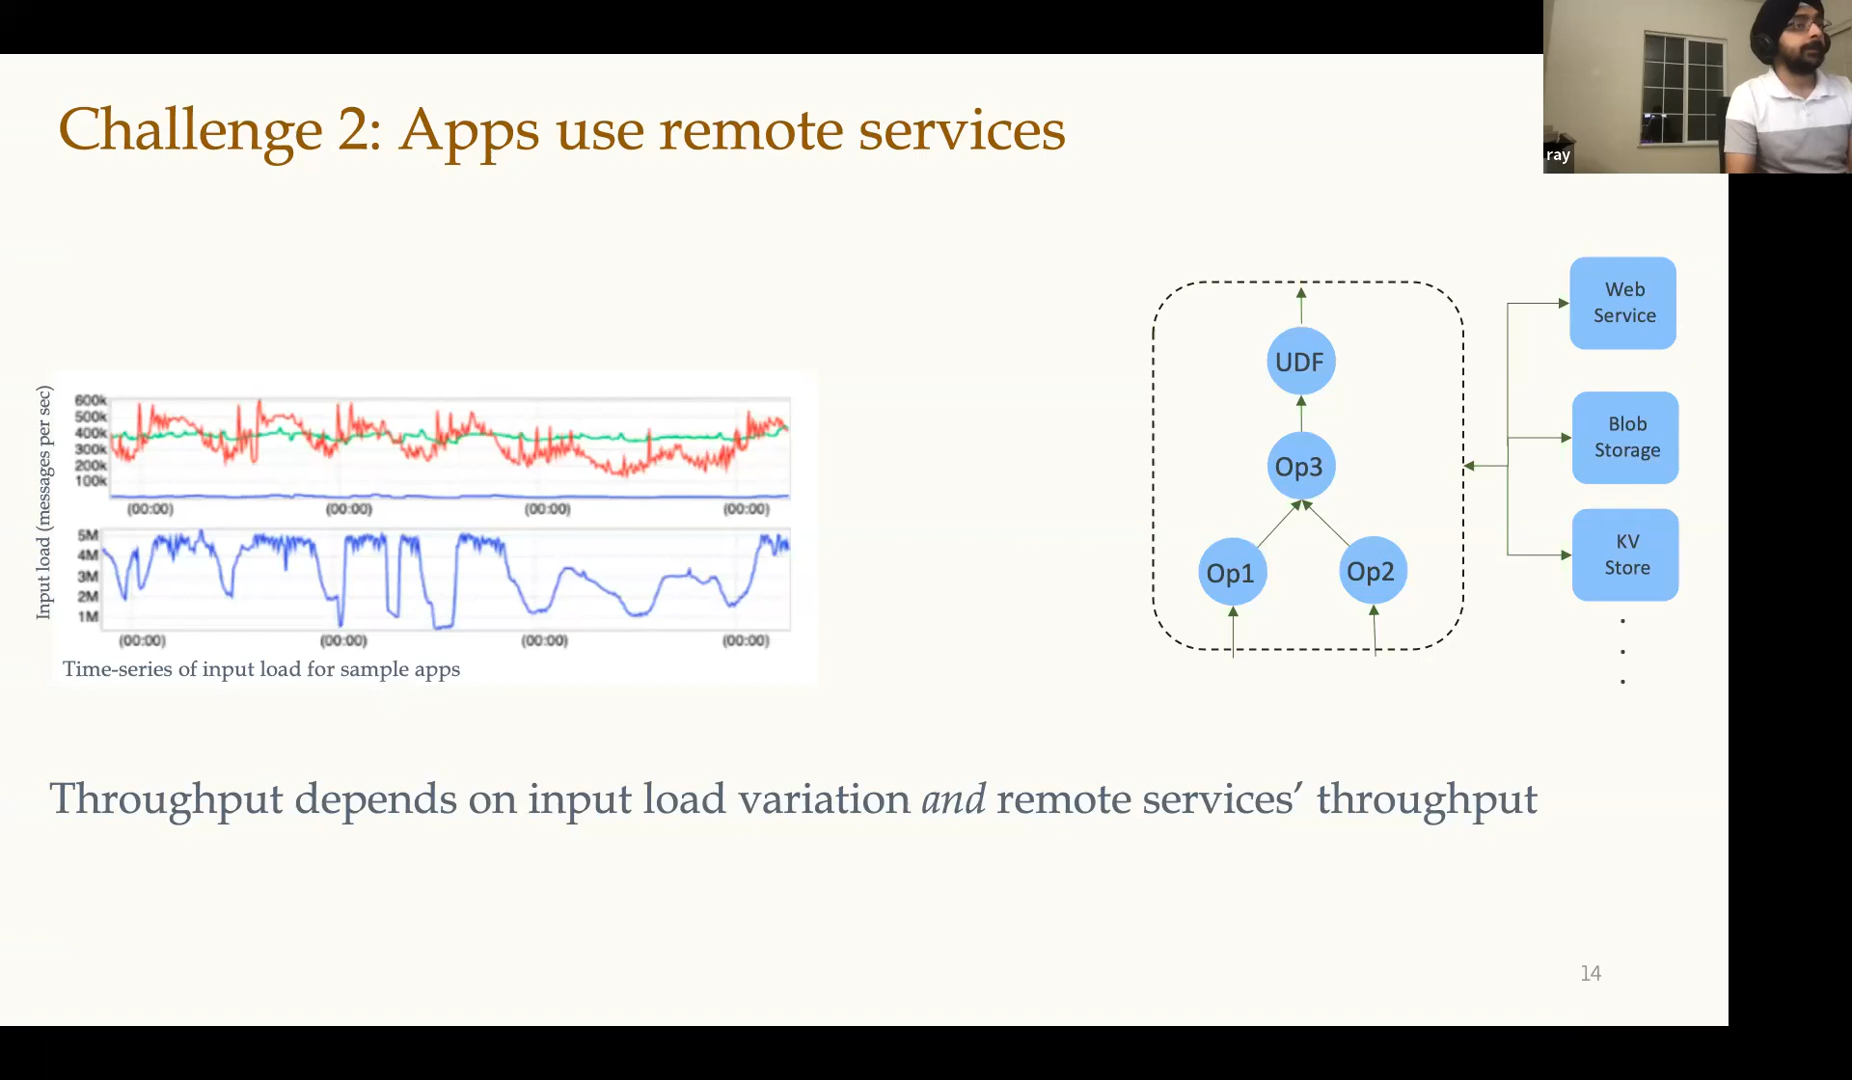 Challenge 2: Apps use remote services
ray
Input load (messages per sec)
600k
500k
400k
300k
200k
100k
(00:00) (00:00) (00:00) (00:00)
5M
4M
3M
2M
1M
(00:00) (00:00) (00:00) (00:00)
Time-series of input load for sample apps
UDF
Op3
Op1 Op2
Web
Service
Blob
Storage
KV
Store
Throughput depends on input load variation and remote services’ throughput
14